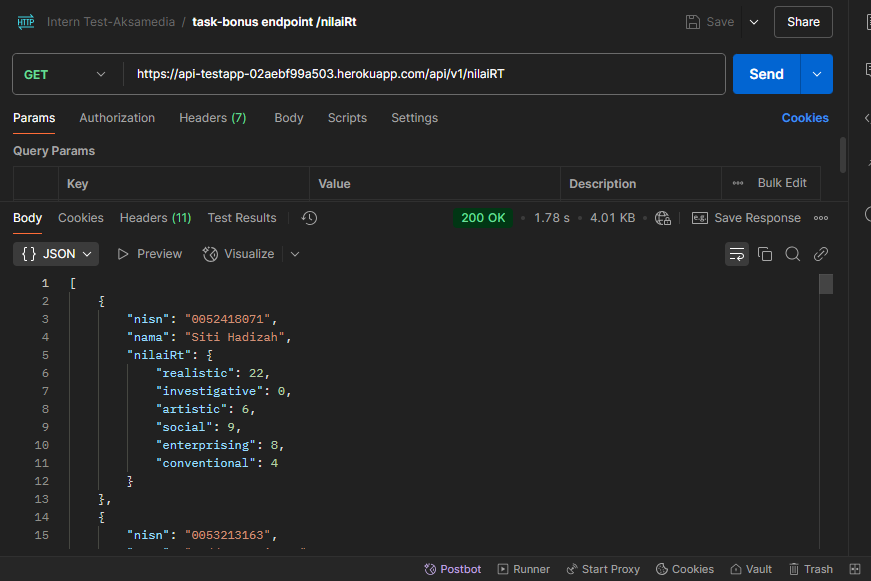 HTTP Intern Test-Aksamedia / task-bonus endpoint /nilaiRt Save Share
GET https://api-testapp-02aebf99a503.herokuapp.com/api/v1/nilaiRT Send
Params Authorization Headers (7) Body Scripts Settings Cookies
Query Params
Key Value Description Bulk Edit
Body Cookies Headers (11) Test Results 200 OK • 1.78 s • 4.01 KB • e.g. Save Response
{} JSON Preview Visualize
1 [
2 {
3 "nisn": "0052418071",
4 "nama": "Siti Hadizah",
5 "nilaiRt": {
6 "realistic": 22,
7 "investigative": 0,
8 "artistic": 6,
9 "social": 9,
10 "enterprising": 8,
11 "conventional": 4
12 }
13 },
14 {
15 "nisn": "0053213163",
Postbot Runner Start Proxy Cookies Vault Trash